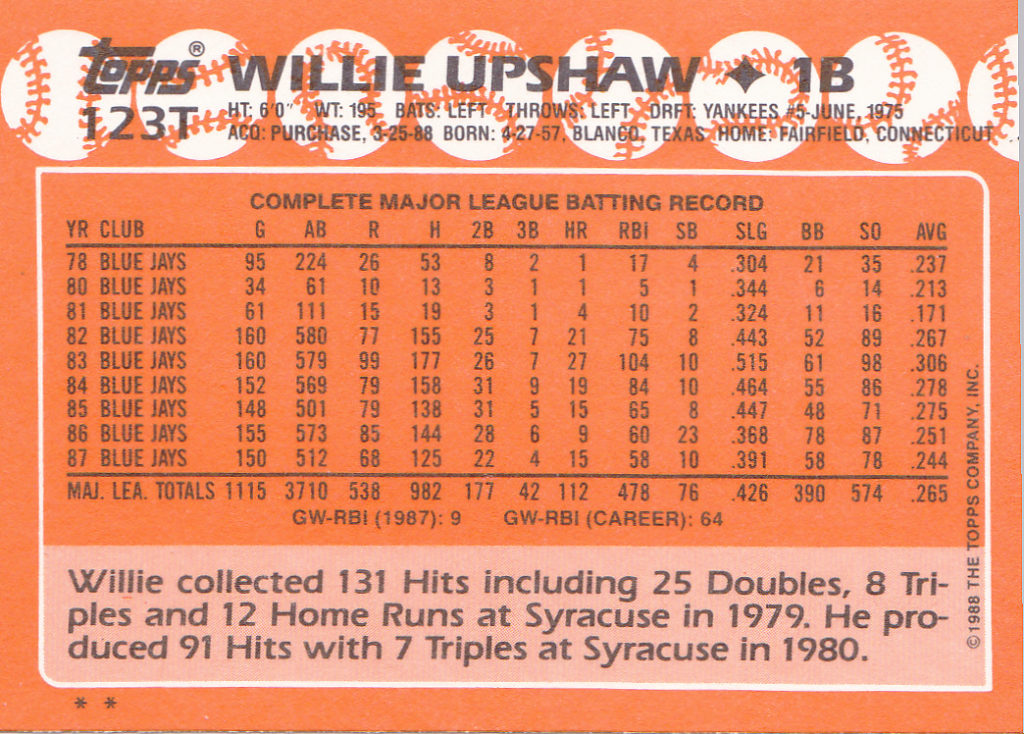 Topps® WILLIE UPSHAW ✦ 1B
123T HT: 6'0" WT: 195 BATS: LEFT THROWS: LEFT DRFT: YANKEES #5-JUNE, 1975
ACQ: PURCHASE, 3-25-88 BORN: 4-27-57, BLANCO, TEXAS HOME: FAIRFIELD, CONNECTICUT
COMPLETE MAJOR LEAGUE BATTING RECORD
YR CLUB G AB R H 2B 3B HR RBI SB SLG BB SO AVG
78 BLUE JAYS 95 224 26 53 8 2 1 17 4 .304 21 35 .237
80 BLUE JAYS 34 61 10 13 3 1 1 5 1 .344 6 14 .213
81 BLUE JAYS 61 111 15 19 3 1 4 10 2 .324 11 16 .171
82 BLUE JAYS 160 580 77 155 25 7 21 75 8 .443 52 89 .267
83 BLUE JAYS 160 579 99 177 26 7 27 104 10 .515 61 98 .306
84 BLUE JAYS 152 569 79 158 31 9 19 84 10 .464 55 86 .278
85 BLUE JAYS 148 501 79 138 31 5 15 65 8 .447 48 71 .275
86 BLUE JAYS 155 573 85 144 28 6 9 60 23 .368 78 87 .251
87 BLUE JAYS 150 512 68 125 22 4 15 58 10 .391 58 78 .244
MAJ. LEA. TOTALS 1115 3710 538 982 177 42 112 478 76 .426 390 574 .265
GW-RBI (1987): 9 GW-RBI (CAREER): 64
Willie collected 131 Hits including 25 Doubles, 8 Tri-
ples and 12 Home Runs at Syracuse in 1979. He pro-
duced 91 Hits with 7 Triples at Syracuse in 1980.
©1988 THE TOPPS COMPANY, INC.
* *